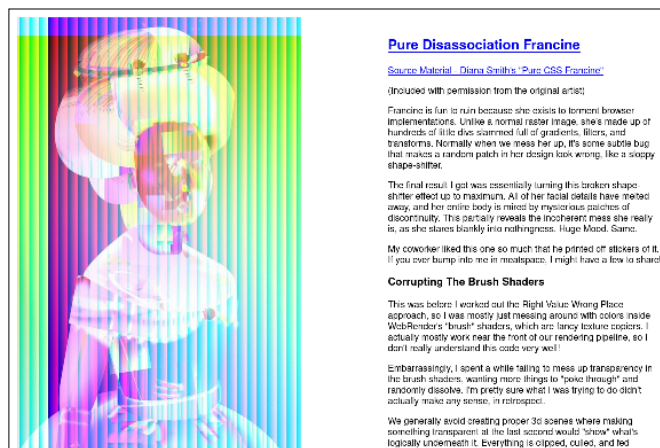 Pure Disassociation Francine
Source Material - Diana Smith's "Pure CSS Francine"
(Included with permission from the original artist)
Francine is fun to ruin because she exists to torment browser
implementations. Unlike a normal raster image, she's made up of
hundreds of little divs slammed full of gradients, filters, and
transforms. Normally when we mess her up, it's some subtle bug
that makes a random patch in her design look wrong, like a sloppy
shape-shifter.
The final result I got was essentially turning this broken shape-
shifter effect up to maximum. All of her facial details have melted
away, and her entire body is mired by mysterious patches of
discontinuity. This partially reveals the incoherent mess she really
is, as she stares blankly into nothingness. Huge Mood. Same.
My coworker liked this one so much that he printed off stickers of it.
If you ever bump into me in meatspace, I might have a few to share!
Corrupting The Brush Shaders
This was before I worked out the Right Value Wrong Place
approach, so I was mostly just messing around with colors inside
WebRender's "brush" shaders, which are fancy texture copiers. I
actually mostly work near the front of our rendering pipeline, so I
don't really understand this code very well!
Embarrassingly, I spent a while failing to mess up transparency in
the brush shaders, wanting more things to "poke through" and
randomly dissolve. I'm pretty sure what I was trying to do didn't
actually make any sense, in retrospect.
We generally avoid creating proper 3d scenes where making
something transparent at the last second would "show" what's
logically underneath it. Everything is clipped, culled, and fed